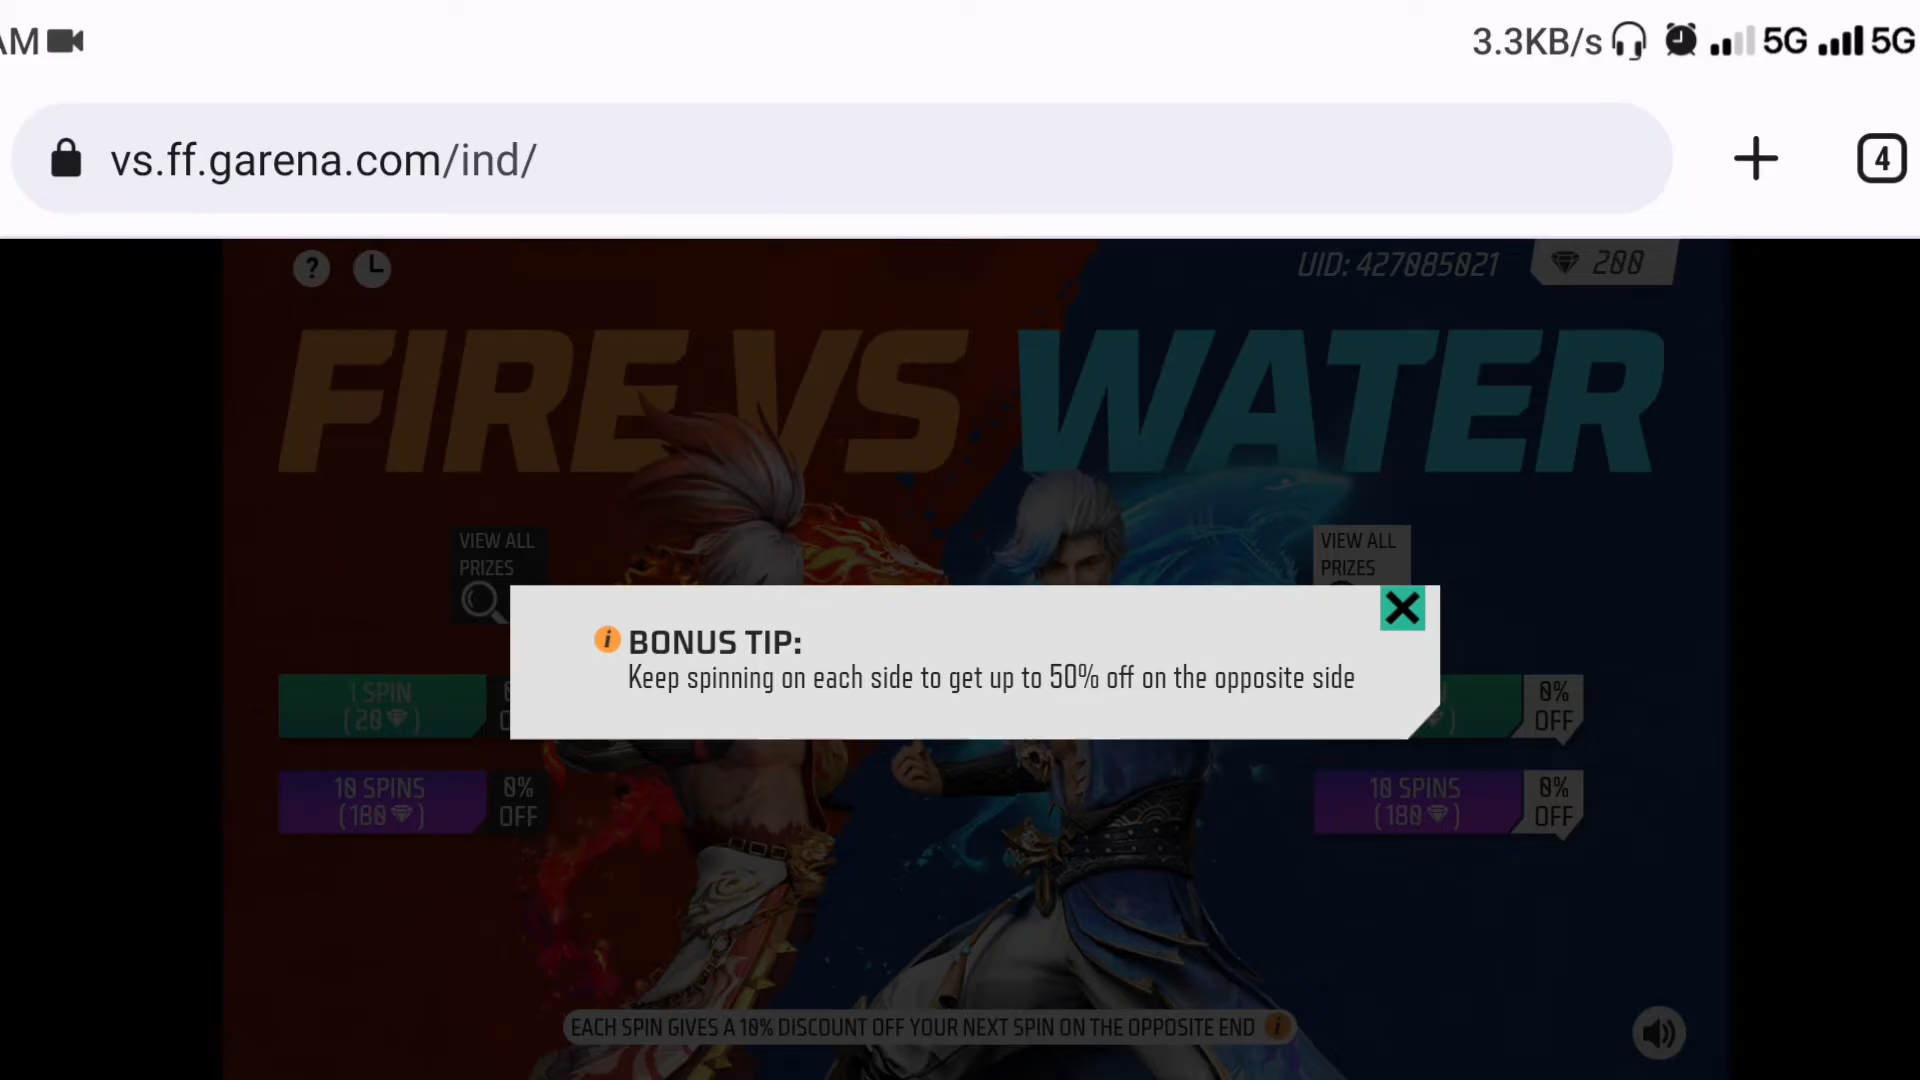 AM
3.3KB/s 5G 5G
vs.ff.garena.com/ind/
4
?
UID: 427085021
200
FIRE VS WATER
VIEW ALL
PRIZES
VIEW ALL
PRIZES
BONUS TIP:
Keep spinning on each side to get up to 50% off on the opposite side
1 SPIN
(20 )
0%
OFF
10 SPINS
(180 )
0%
OFF
10 SPINS
(180 )
0%
OFF
EACH SPIN GIVES A 10% DISCOUNT OFF YOUR NEXT SPIN ON THE OPPOSITE END